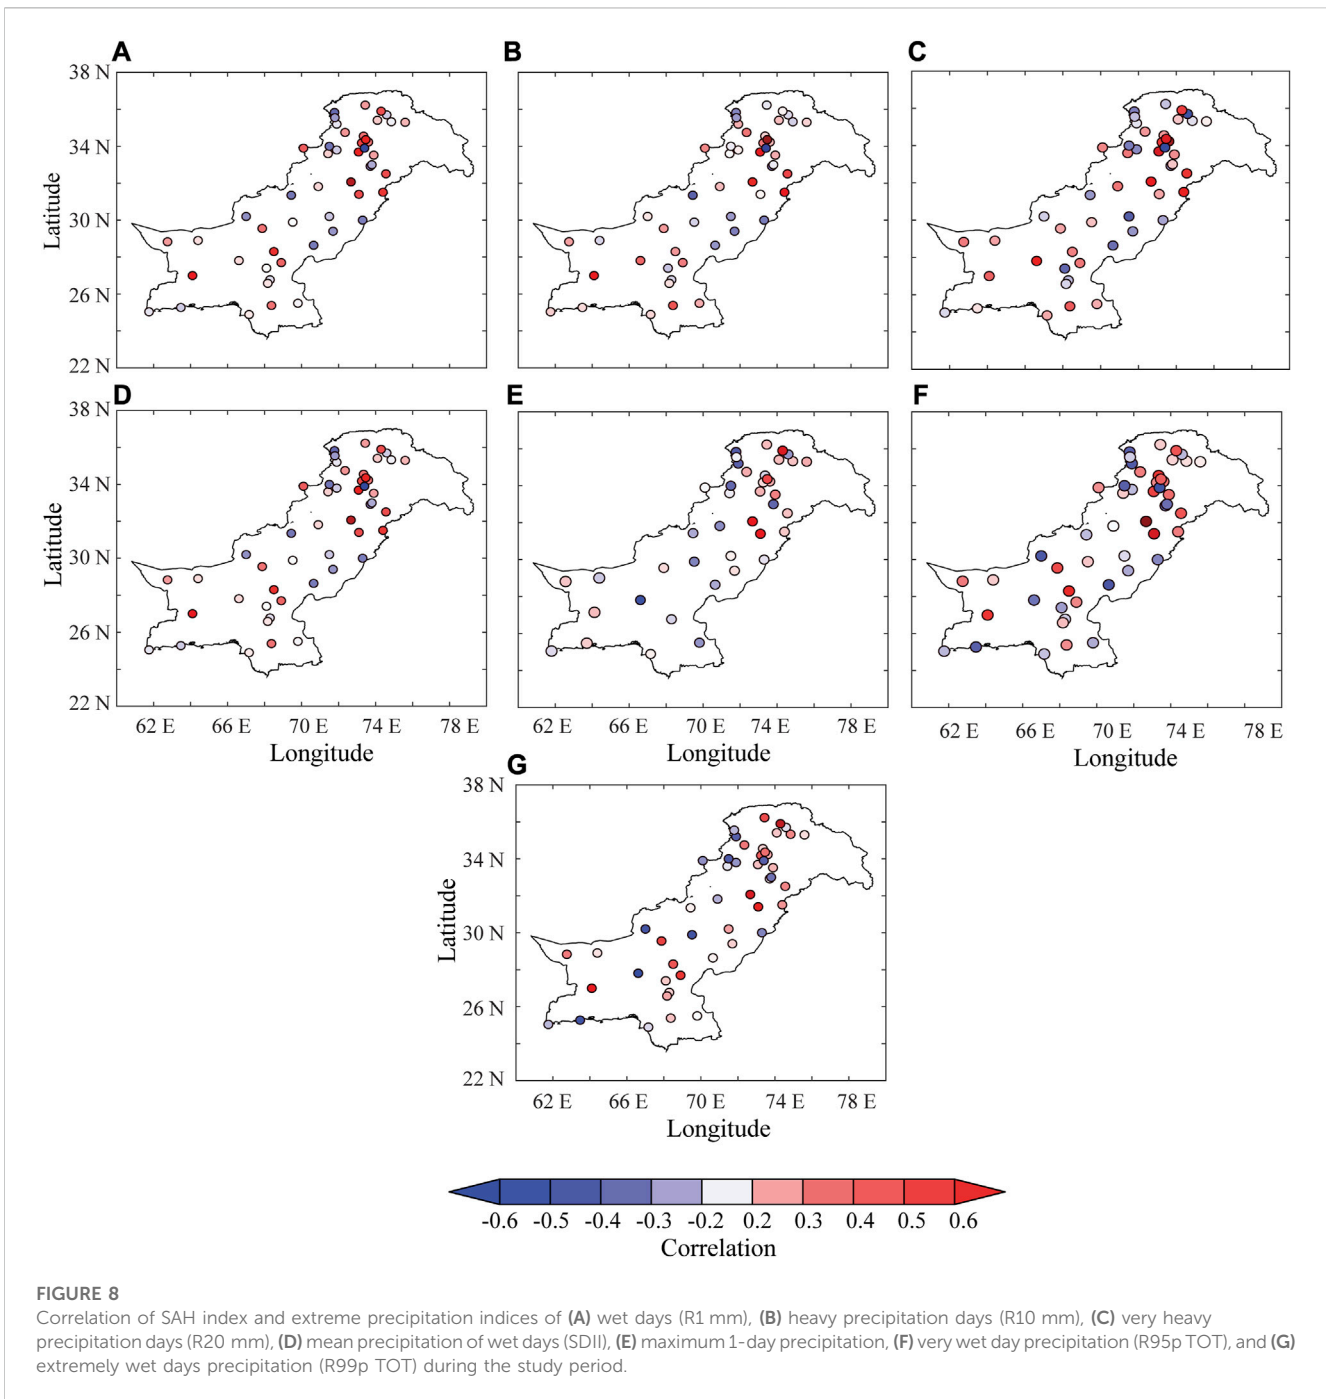 A
B
C
38 N
34 N
30 N
26 N
22 N
Latitude
D
E
F
38 N
34 N
30 N
26 N
22 N
Latitude
62 E 66 E 70 E 74 E 78 E
62 E 66 E 70 E 74 E 78 E
62 E 66 E 70 E 74 E 78 E
Longitude
Longitude
Longitude
G
38 N
34 N
30 N
26 N
22 N
Latitude
62 E 66 E 70 E 74 E 78 E
Longitude
-0.6 -0.5 -0.4 -0.3 -0.2 0.2 0.3 0.4 0.5 0.6
Correlation
FIGURE 8
Correlation of SAH index and extreme precipitation indices of (A) wet days (R1 mm), (B) heavy precipitation days (R10 mm), (C) very heavy
precipitation days (R20 mm), (D) mean precipitation of wet days (SDII), (E) maximum 1-day precipitation, (F) very wet day precipitation (R95p TOT), and (G)
extremely wet days precipitation (R99p TOT) during the study period.